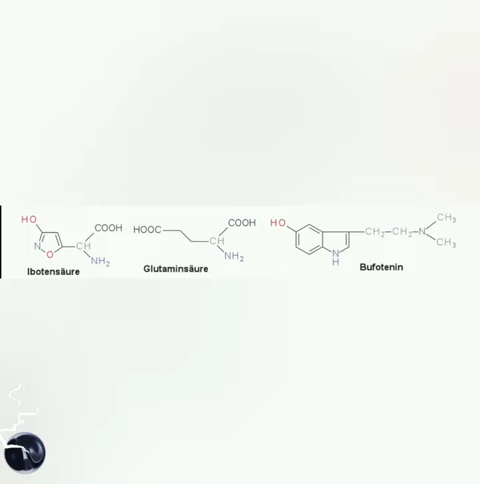 HO
COOH
N
O
CH
NH2
Ibotensäure
HOOC
COOH
CH
NH2
Glutaminsäure
HO
CH2
CH2
N
CH3
CH3
N
H
Bufotenin